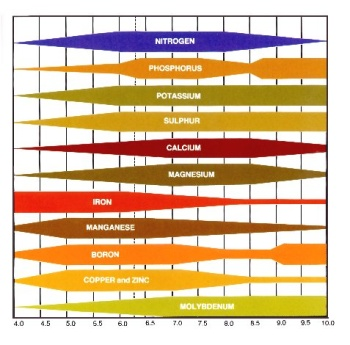 NITROGEN
PHOSPHORUS
POTASSIUM
SULPHUR
CALCIUM
MAGNESIUM
IRON
MANGANESE
BORON
COPPER and ZINC
MOLYBDENUM
4.0 4.5 5.0 5.5 6.0 6.5 7.0 7.5 8.0 8.5 9.0 9.5 10.0